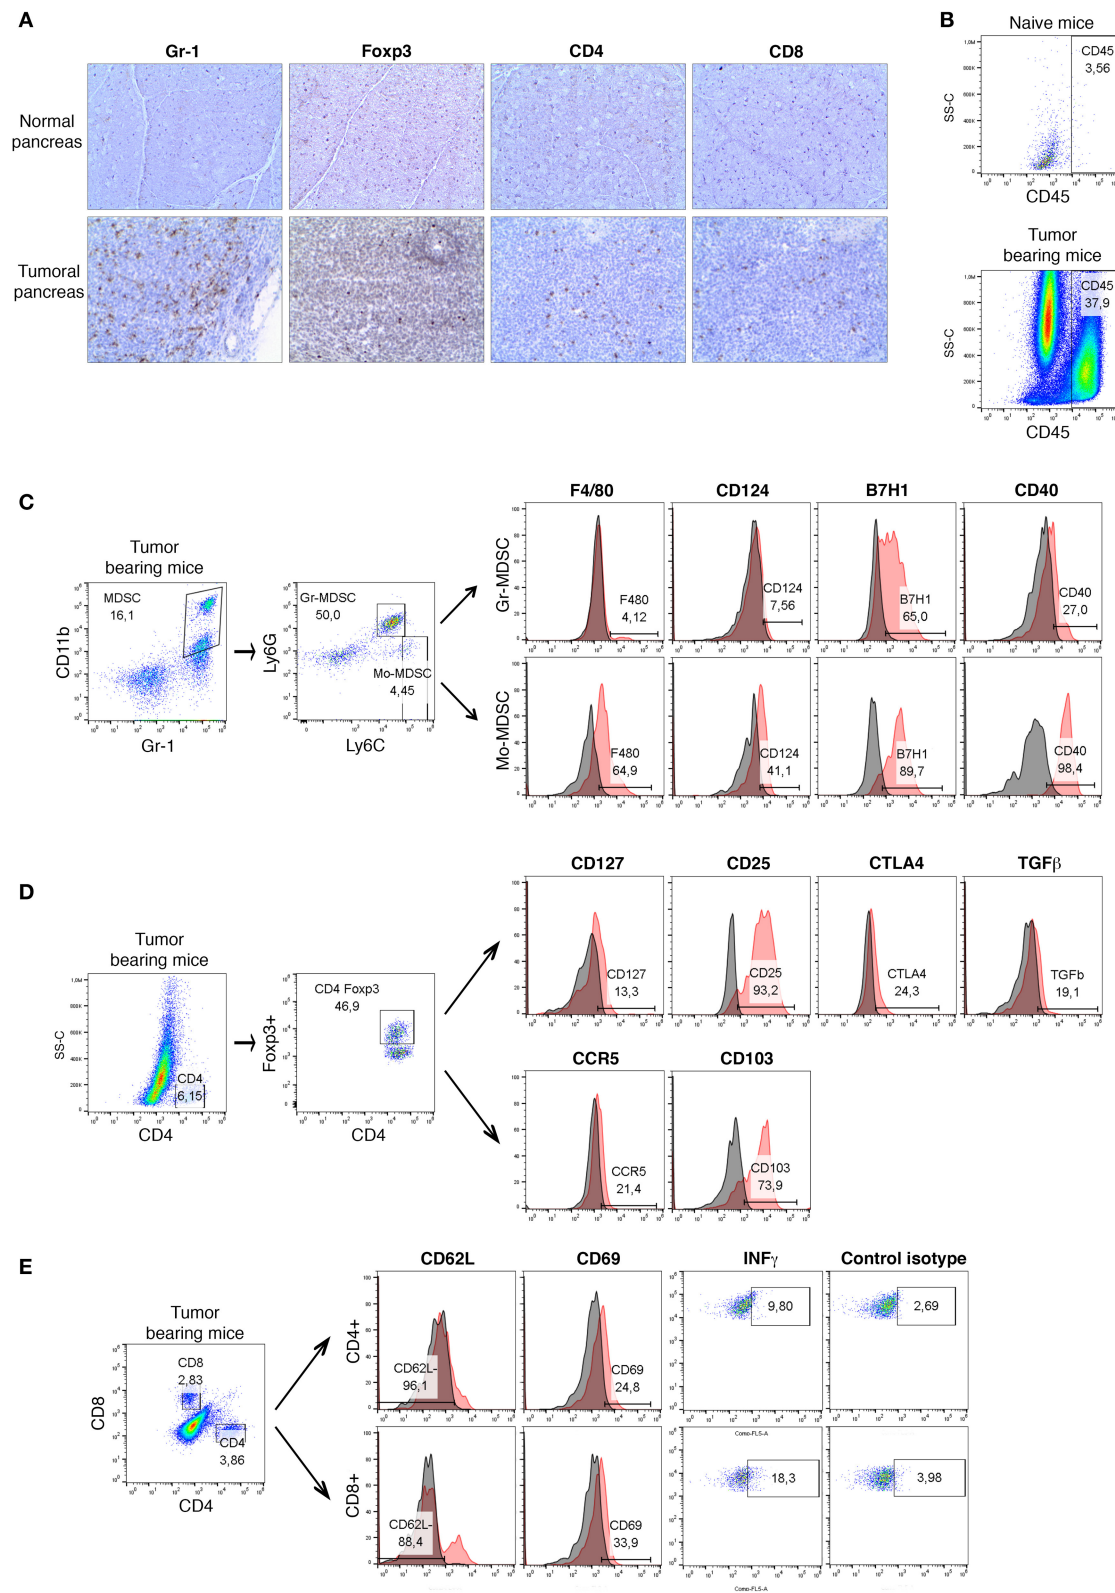 A
Gr-1 Foxp3 CD4 CD8
Normal
pancreas
Tumoral
pancreas
B
Naive mice
CD45
3,56
SS-C
CD45
Tumor
bearing mice
CD45
37,9
SS-C
CD45
C
Tumor
bearing mice
MDSC
16,1
CD11b
Gr-1
Gr-MDSC
50,0
Mo-MDSC
4,45
Ly6G
Ly6C
F4/80 CD124 B7H1 CD40
Gr-MDSC
F480
4,12
CD124
7,56
B7H1
65,0
CD40
27,0
Mo-MDSC
F480
64,9
CD124
41,1
B7H1
89,7
CD40
98,4
D
Tumor
bearing mice
SS-C
CD4
6,15
CD4
CD4 Foxp3
46,9
Foxp3+
CD4
CD127 CD25 CTLA4 TGFβ
CD127
13,3
CD25
93,2
CTLA4
24,3
TGFb
19,1
CCR5 CD103
CCR5
21,4
CD103
73,9
E
Tumor
bearing mice
CD8
2,83
CD4
3,86
CD8
CD4
CD62L CD69 INFγ Control isotype
CD4+
CD62L-
96,1
CD69
24,8
9,80
2,69
Comp-FL5-A
CD8+
CD62L-
88,4
CD69
33,9
18,3
3,98
Comp-FL5-A